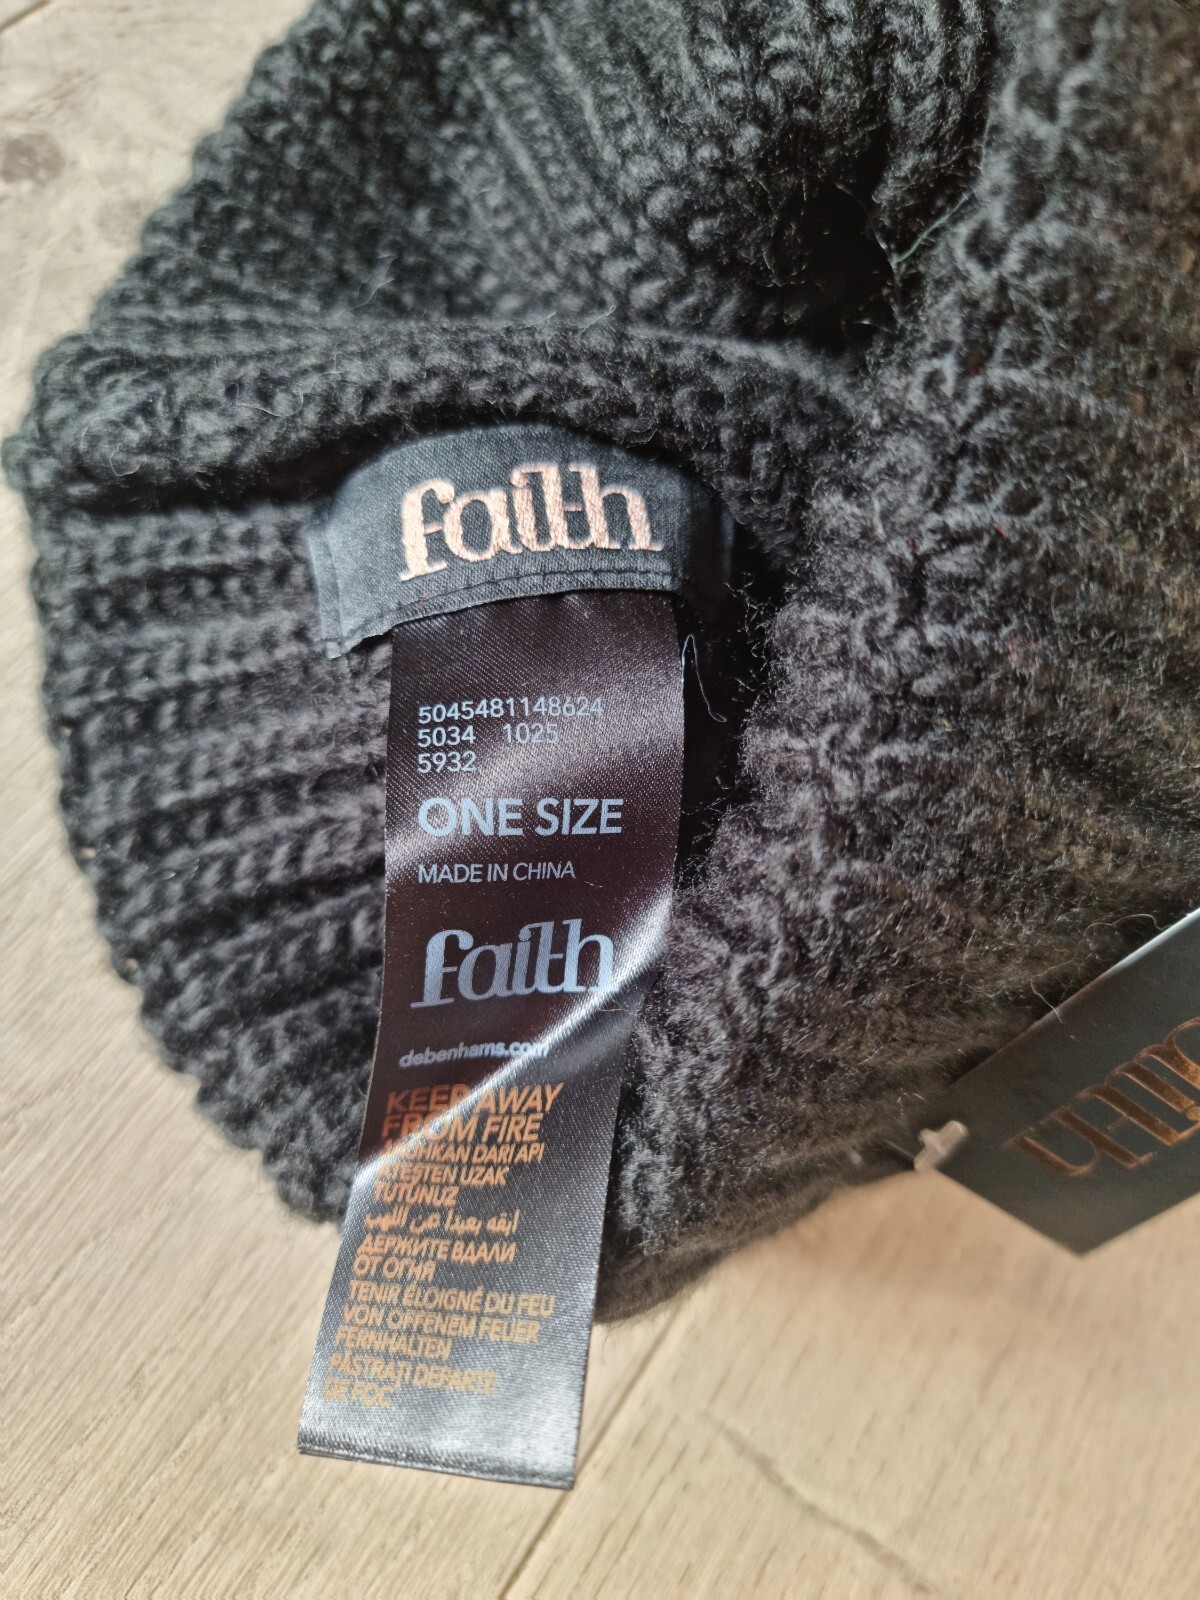 faith
5045481148624
5034 1025
5932
ONE SIZE
MADE IN CHINA
faith
debenhams.com
KEEP AWAY
FROM FIRE
JAUHKAN DARI API
ATEŞTEN UZAK
TUTUNUZ
ابقه بعيدا عن اللهب
ДЕРЖИТЕ ВДАЛИ
ОТ ОГНЯ
TENIR ÉLOIGNÉ DU FEU
VON OFFENEM FEUER
FERNHALTEN
PĂSTRAȚI DEPARTE
DE FOC
aith